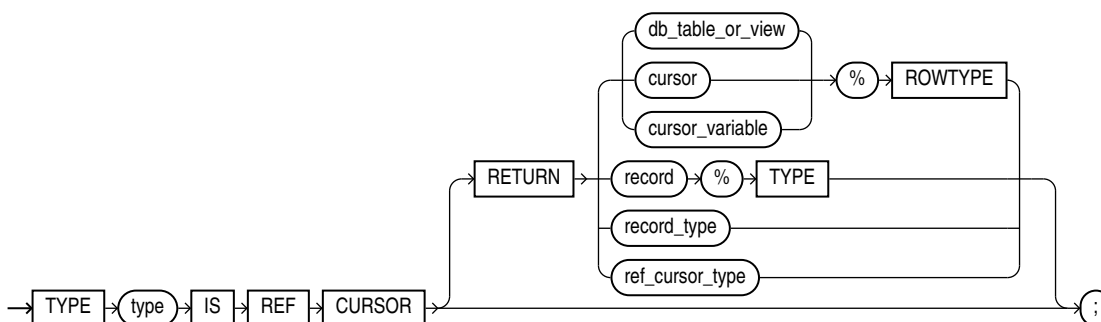 db_table_or_view
cursor % ROWTYPE
cursor_variable
RETURN record % TYPE
record_type
ref_cursor_type
TYPE type IS REF CURSOR ;